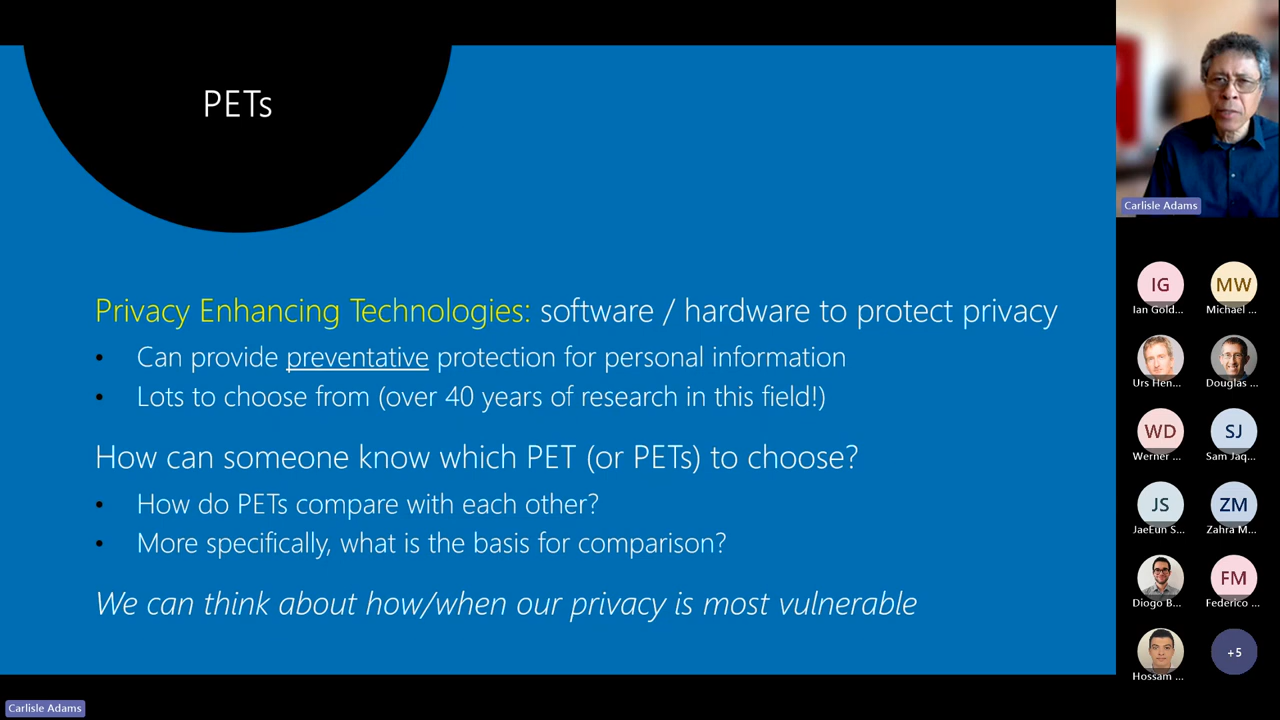 PETs
Privacy Enhancing Technologies: software / hardware to protect privacy
• Can provide preventative protection for personal information
• Lots to choose from (over 40 years of research in this field!)
How can someone know which PET (or PETs) to choose?
• How do PETs compare with each other?
• More specifically, what is the basis for comparison?
We can think about how/when our privacy is most vulnerable
Carlisle Adams
Carlisle Adams
IG
MW
Ian Gold...
Michael ...
Urs Hen...
Douglas ...
WD
SJ
Werner ...
Sam Jaq...
JS
ZM
JaeEun S...
Zahra M...
FM
Diogo B...
Federico ...
+5
Hossam ...